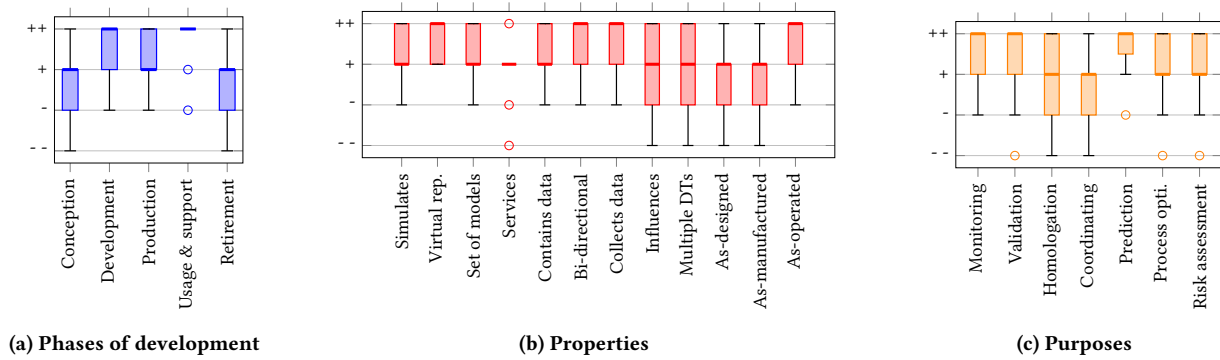 ++
+
-
- -
Conception
Development
Production
Usage & support
Retirement
(a) Phases of development
++
+
-
- -
Simulates
Virtual rep.
Set of models
Services
Contains data
Bi-directional
Collects data
Influences
Multiple DTs
As-designed
As-manufactured
As-operated
(b) Properties
++
+
-
- -
Monitoring
Validation
Homologation
Coordinating
Prediction
Process opti.
Risk assessment
(c) Purposes